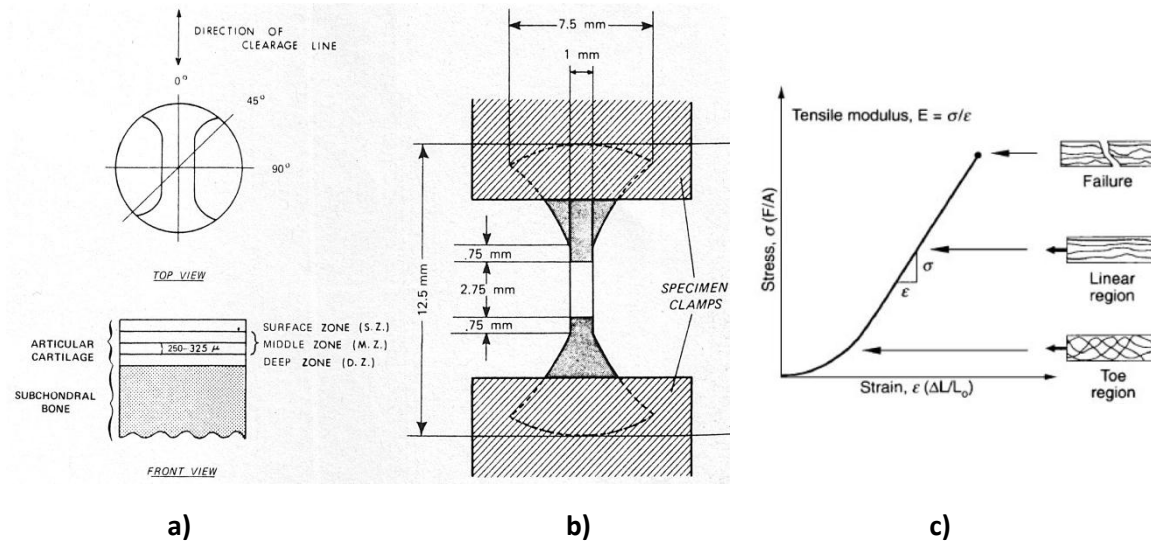 DIRECTION OF
CLEARAGE LINE
0°
45°
90°
TOP VIEW
SURFACE ZONE (S.Z.)
ARTICULAR
CARTILAGE
250-325 μ
MIDDLE ZONE (M.Z.)
DEEP ZONE (D.Z.)
SUBCHONDRAL
BONE
FRONT VIEW
a)
7.5 mm
1 mm
12.5 mm
.75 mm
2.75 mm
.75 mm
SPECIMEN
CLAMPS
b)
Tensile modulus, E = σ/ε
Stress, σ (F/A)
σ
ε
Failure
Linear
region
Toe
region
Strain, ε (ΔL/L₀)
c)